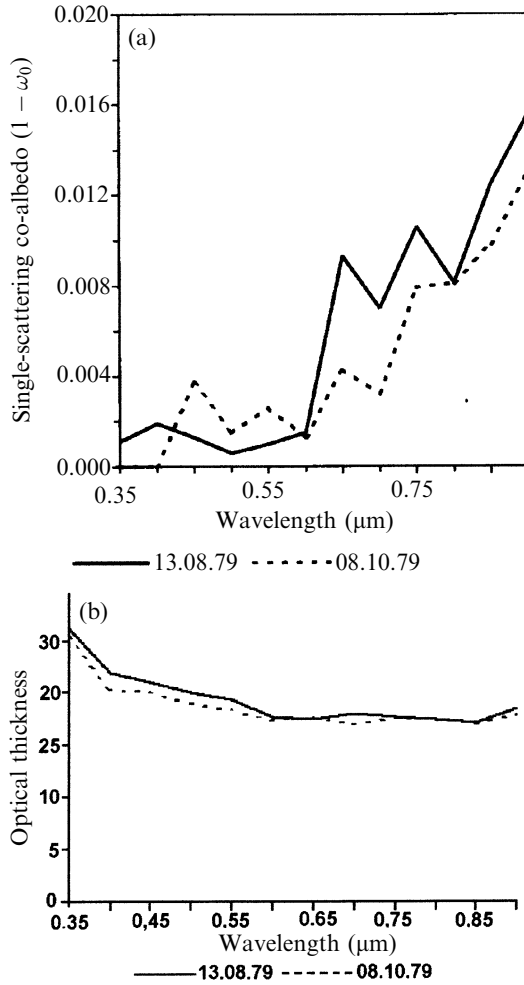 (a)
0.020
0.016
0.012
0.008
0.004
0.000
Single-scattering co-albedo (1 − ω0)
0.35 0.55 0.75
Wavelength (μm)
13.08.79 08.10.79
(b)
30
20
25
10
5
0
Optical thickness
0.35 0,45 0.55 0.65 0.75 0.85
Wavelength (μm)
13.08.79 08.10.79